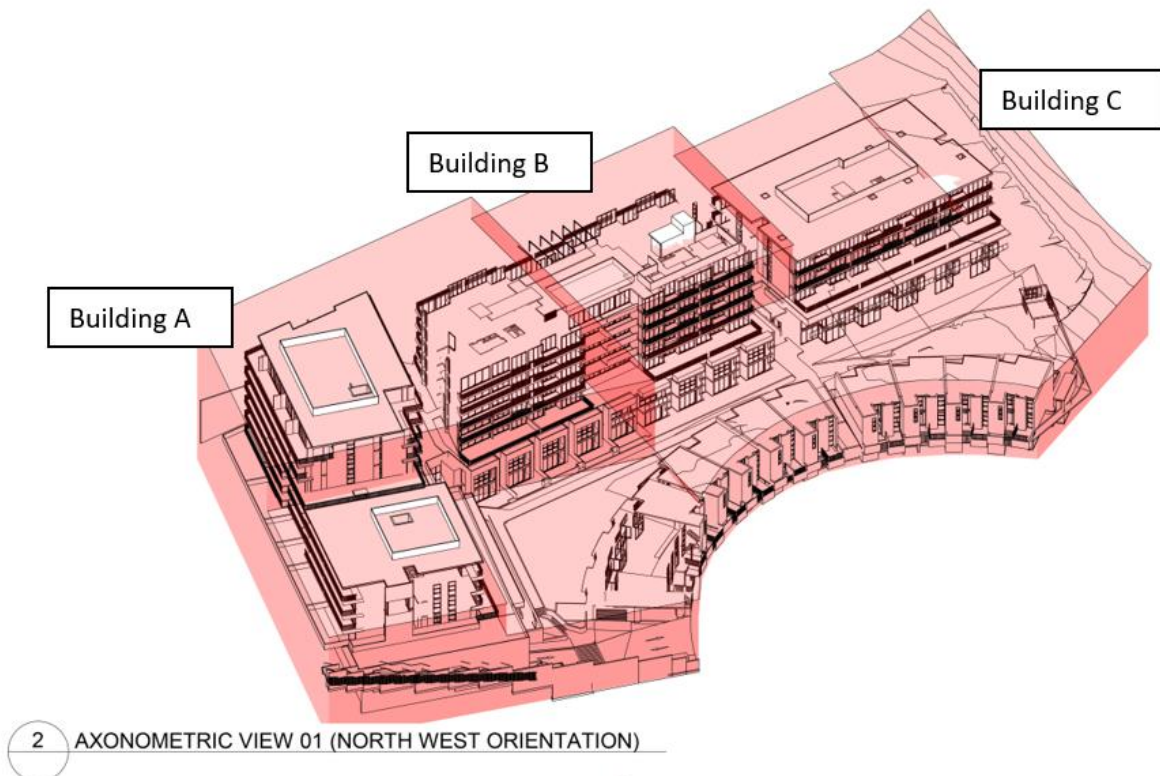 Building C
Building B
Building A
2 AXONOMETRIC VIEW 01 (NORTH WEST ORIENTATION)